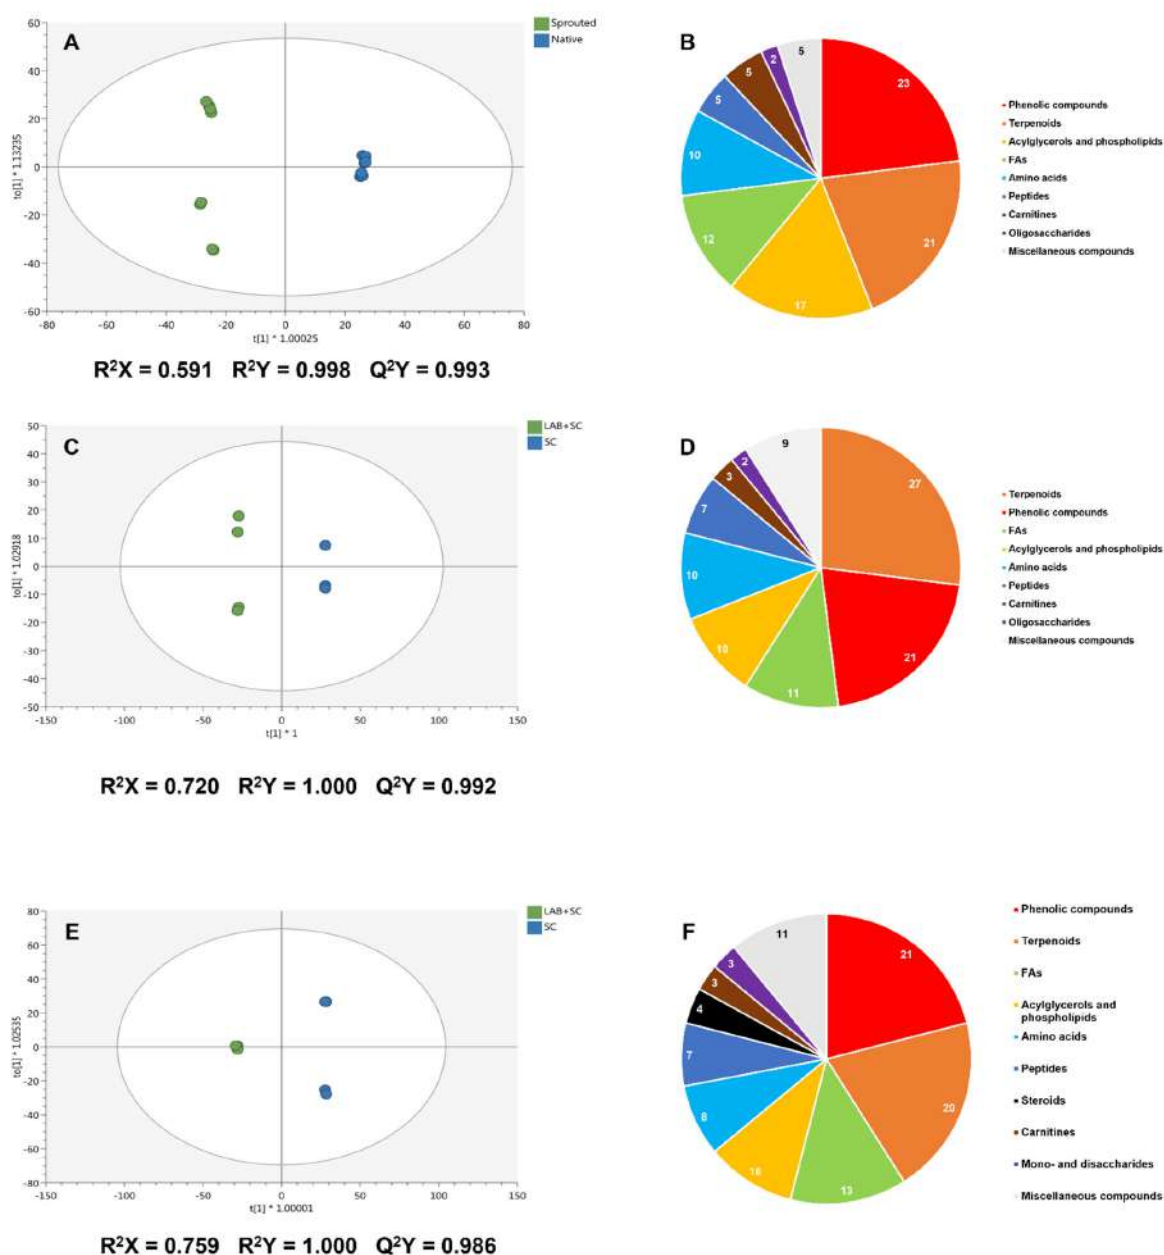 A
Sprouted
Native
60
40
20
0
-20
-40
-60
to[1] * 1.13235
-80
-60
-40
-20
0
20
40
60
80
t[1] * 1.00025
R²X = 0.591 R²Y = 0.998 Q²Y = 0.993
B
23
21
17
12
10
5
5
2
5
Phenolic compounds
Terpenoids
Acylglycerols and phospholipids
FAs
Amino acids
Peptides
Carnitines
Oligosaccharides
Miscellaneous compounds
C
LAB+SC
SC
50
40
30
20
10
0
-10
-20
-30
-40
-50
to[1] * 1.02918
-150
-100
-50
0
50
100
150
t[1] * 1
R²X = 0.720 R²Y = 1.000 Q²Y = 0.992
D
27
21
11
10
10
7
3
2
9
Terpenoids
Phenolic compounds
FAs
Acylglycerols and phospholipids
Amino acids
Peptides
Carnitines
Oligosaccharides
Miscellaneous compounds
E
LAB+SC
SC
80
60
40
20
0
-20
-40
-60
-80
to[1] * 1.02535
-150
-100
-50
0
50
100
150
t[1] * 1.00001
R²X = 0.759 R²Y = 1.000 Q²Y = 0.986
F
21
20
13
8
7
4
3
3
11
Phenolic compounds
Terpenoids
FAs
Acylglycerols and
phospholipids
Amino acids
Peptides
Steroids
Carnitines
Mono- and disaccharides
Miscellaneous compounds